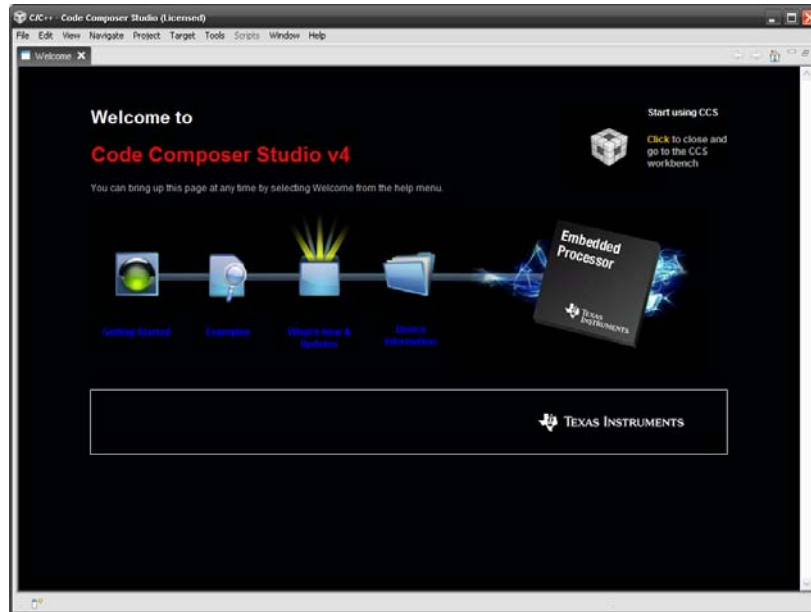 C/C++ - Code Composer Studio (Licensed)
File Edit View Navigate Project Target Tools Scripts Window Help
Welcome
Welcome to
Start using CCS
Code Composer Studio v4
Click to close and
go to the CCS
workbench
You can bring up this page at any time by selecting Welcome from the help menu.
Embedded
Processor
TEXAS
INSTRUMENTS
Getting Started
Examples
What's New &
Updates
Device
Information
TEXAS INSTRUMENTS